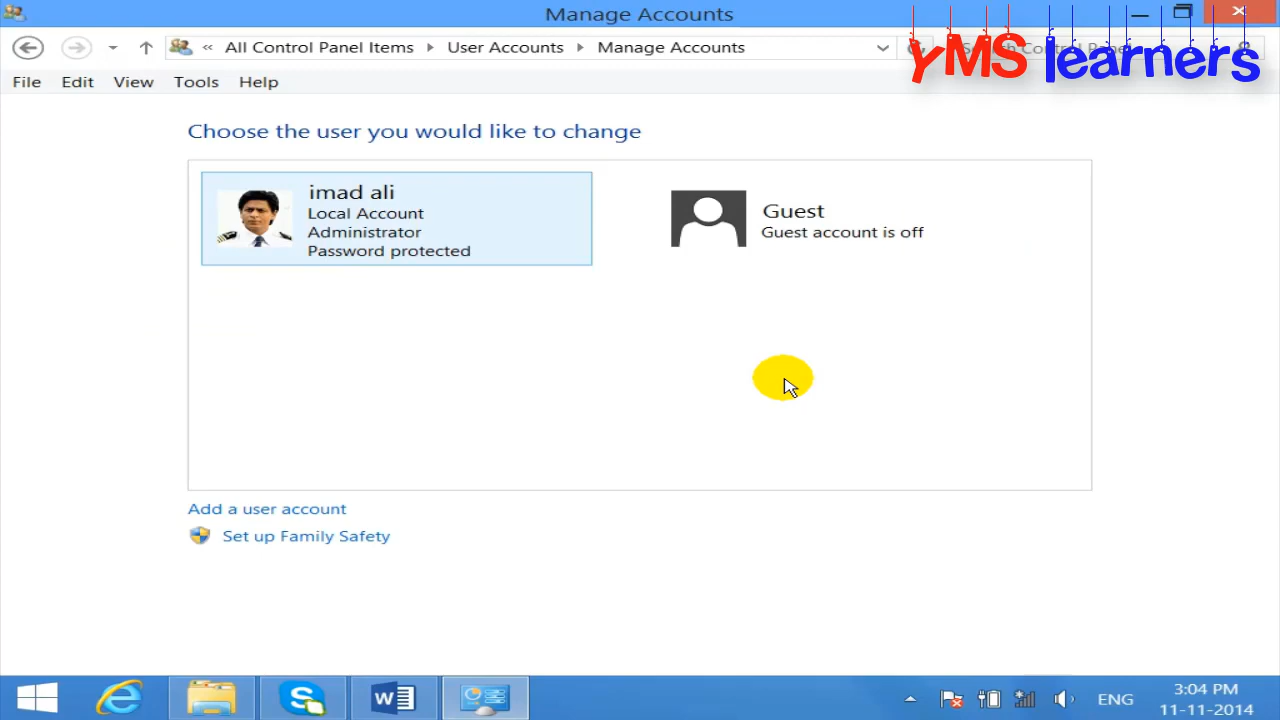 Manage Accounts
« All Control Panel Items User Accounts Manage Accounts
YMS learners
File Edit View Tools Help
Choose the user you would like to change
imad ali
Local Account
Administrator
Password protected
Guest
Guest account is off
Add a user account
Set up Family Safety
ENG
3:04 PM
11-11-2014